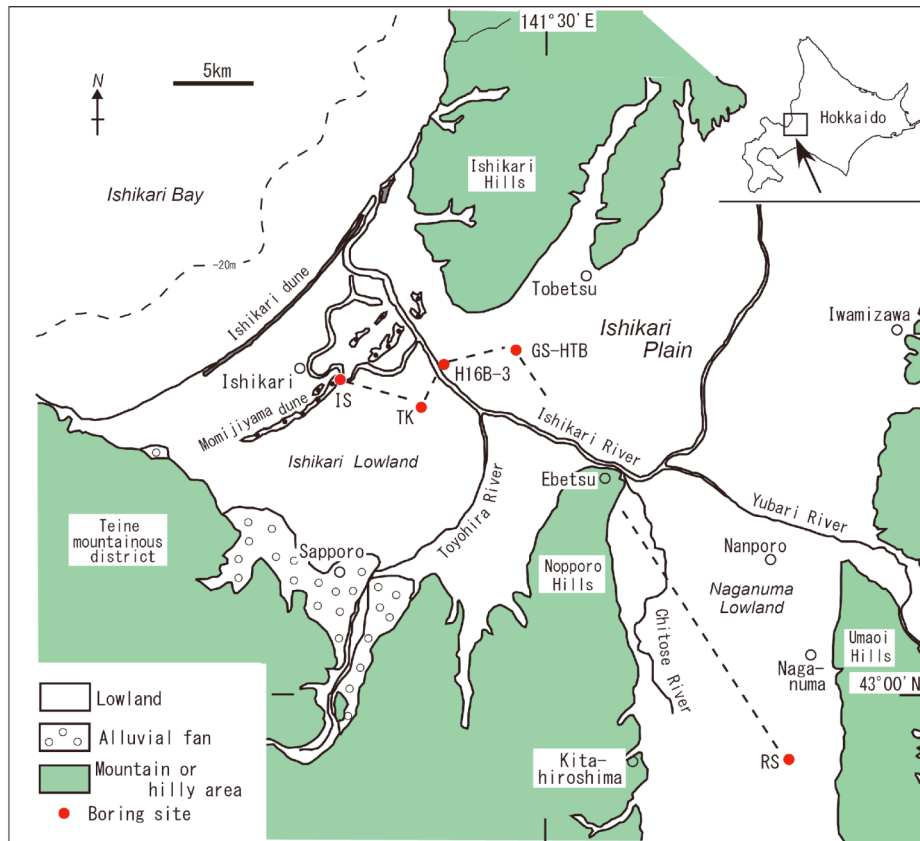 141°30′E
5km
N
Hokkaido
Ishikari Bay
Ishikari
Hills
-20m
Ishikari dune
Tobetsu
Iwamizawa
Ishikari
Plain
GS-HTB
H16B-3
Ishikari
IS
TK
Momijiyama dune
Ishikari Lowland
Ishikari River
Toyohira River
Ebetsu
Yubari River
Teine
mountainous
district
Sapporo
Nopporo
Hills
Nanporo
Naganuma
Lowland
Chitose River
Umaoi
Hills
Naga-
numa
43°00′N
Lowland
Alluvial fan
Mountain or
hilly area
Boring site
Kita-
hiroshima
RS